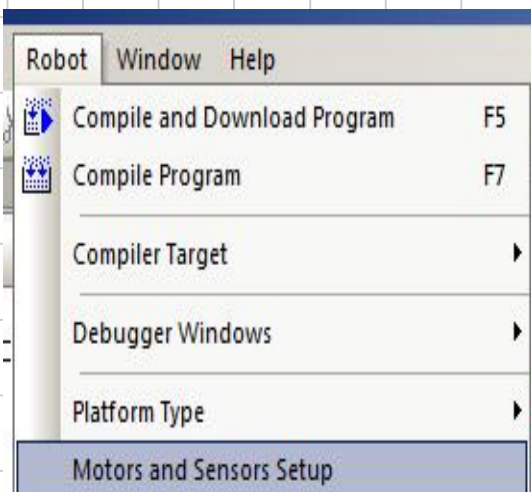 Robot Window Help
Compile and Download Program F5
Compile Program F7
Compiler Target
Debugger Windows
Platform Type
Motors and Sensors Setup